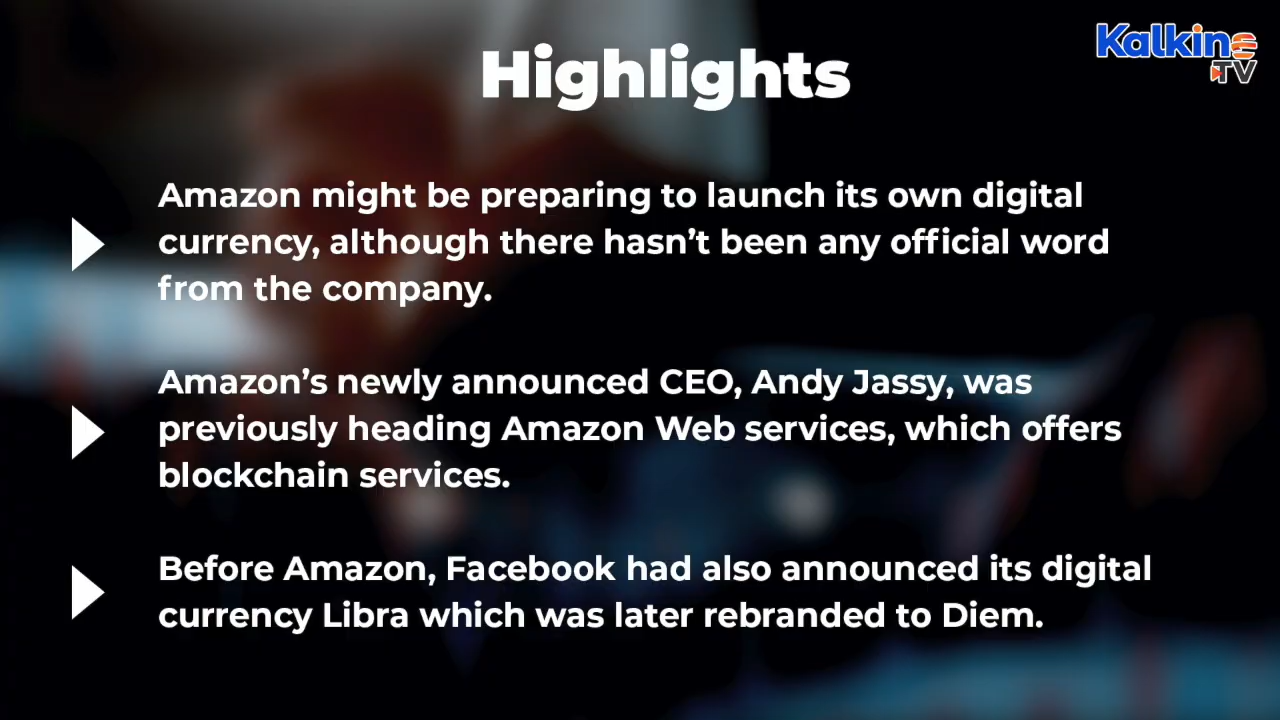 Kalkine
TV
Highlights
Amazon might be preparing to launch its own digital
currency, although there hasn’t been any official word
from the company.
Amazon’s newly announced CEO, Andy Jassy, was
previously heading Amazon Web services, which offers
blockchain services.
Before Amazon, Facebook had also announced its digital
currency Libra which was later rebranded to Diem.